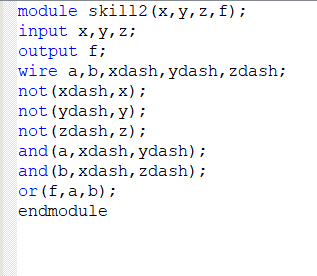 module skill2(x,y,z,f);
input x,y,z;
output f;
wire a,b,xdash,ydash,zdash;
not(xdash,x);
not(ydash,y);
not(zdash,z);
and(a,xdash,ydash);
and(b,xdash,zdash);
or(f,a,b);
endmodule